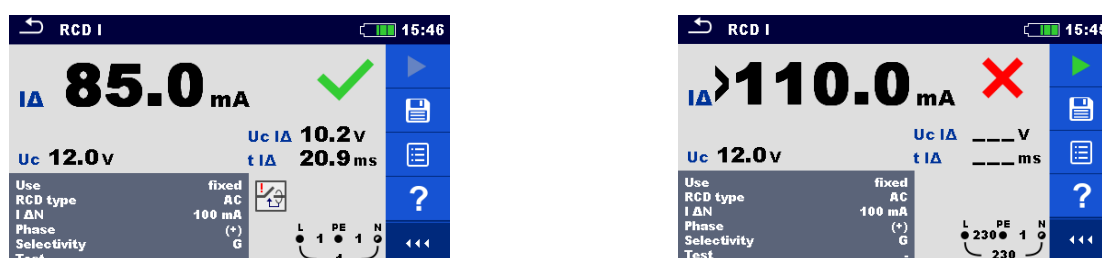 RCD I 15:46
IΔ 85.0 mA
Uc IΔ 10.2 V
Uc 12.0 V t IΔ 20.9 ms
Use fixed
RCD type AC
I ΔN 100 mA
Phase (+)
Selectivity G
?
L PE N
1 1
1
RCD I 15:45
IΔ >110.0 mA
Uc IΔ ___ V
Uc 12.0 V t IΔ ___ ms
Use fixed
RCD type AC
I ΔN 100 mA
Phase (+)
Selectivity G
Test -
?
L PE N
230 1
230